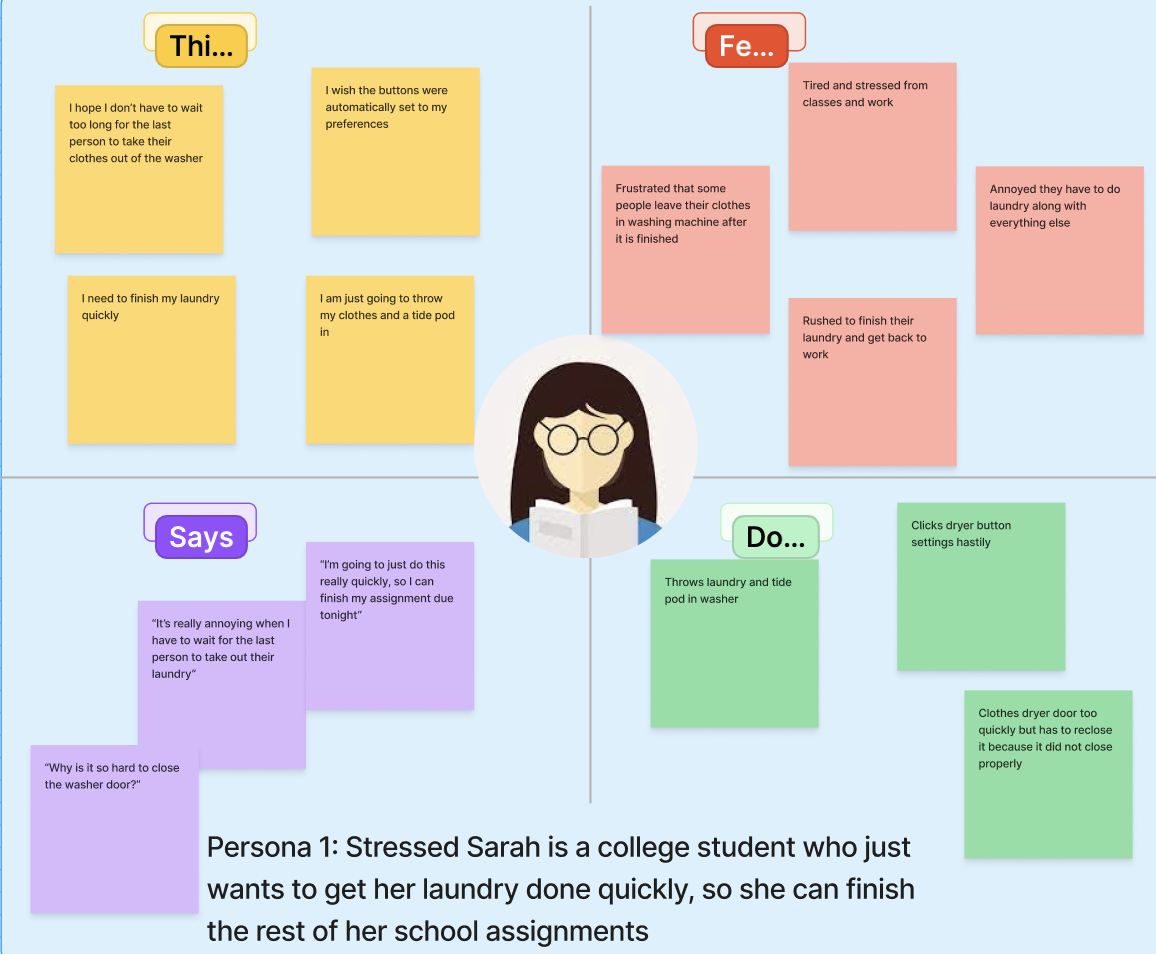 Thi...
I hope I don't have to wait
too long for the last
person to take their
clothes out of the washer
I wish the buttons were
automatically set to my
preferences
I need to finish my laundry
quickly
I am just going to throw
my clothes and a tide pod
in
Fe...
Tired and stressed from
classes and work
Frustrated that some
people leave their clothes
in washing machine after
it is finished
Annoyed they have to do
laundry along with
everything else
Rushed to finish their
laundry and get back to
work
Says
"I'm going to just do this
really quickly, so I can
finish my assignment due
tonight"
"It's really annoying when I
have to wait for the last
person to take out their
laundry"
"Why is it so hard to close
the washer door?"
Do...
Throws laundry and tide
pod in washer
Clicks dryer button
settings hastily
Clothes dryer door too
quickly but has to reclose
it because it did not close
properly
Persona 1: Stressed Sarah is a college student who just
wants to get her laundry done quickly, so she can finish
the rest of her school assignments